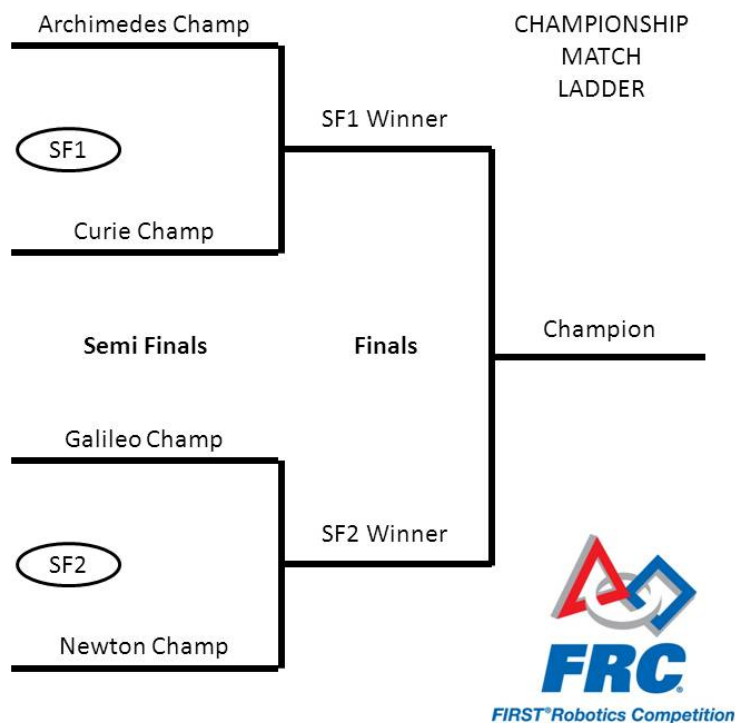 Archimedes Champ
CHAMPIONSHIP
MATCH
LADDER
SF1 Winner
SF1
Curie Champ
Champion
Semi Finals
Finals
Galileo Champ
SF2 Winner
SF2
Newton Champ
FRC®
FIRST®Robotics Competition